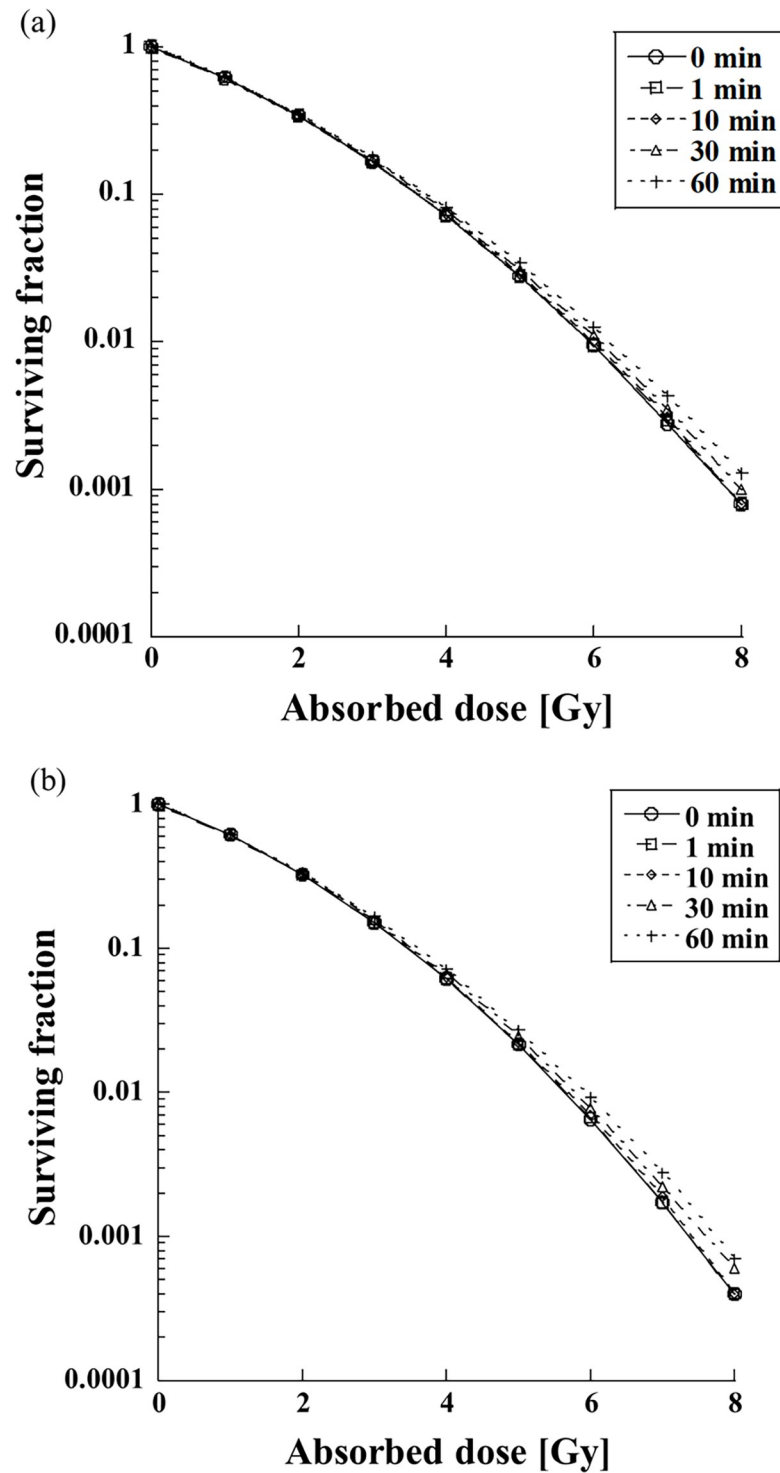 (a)
1
0.1
0.01
0.001
0.0001
Surviving fraction
0 2 4 6 8
Absorbed dose [Gy]
0 min
1 min
10 min
30 min
60 min
(b)
1
0.1
0.01
0.001
0.0001
Surviving fraction
0 2 4 6 8
Absorbed dose [Gy]
0 min
1 min
10 min
30 min
60 min